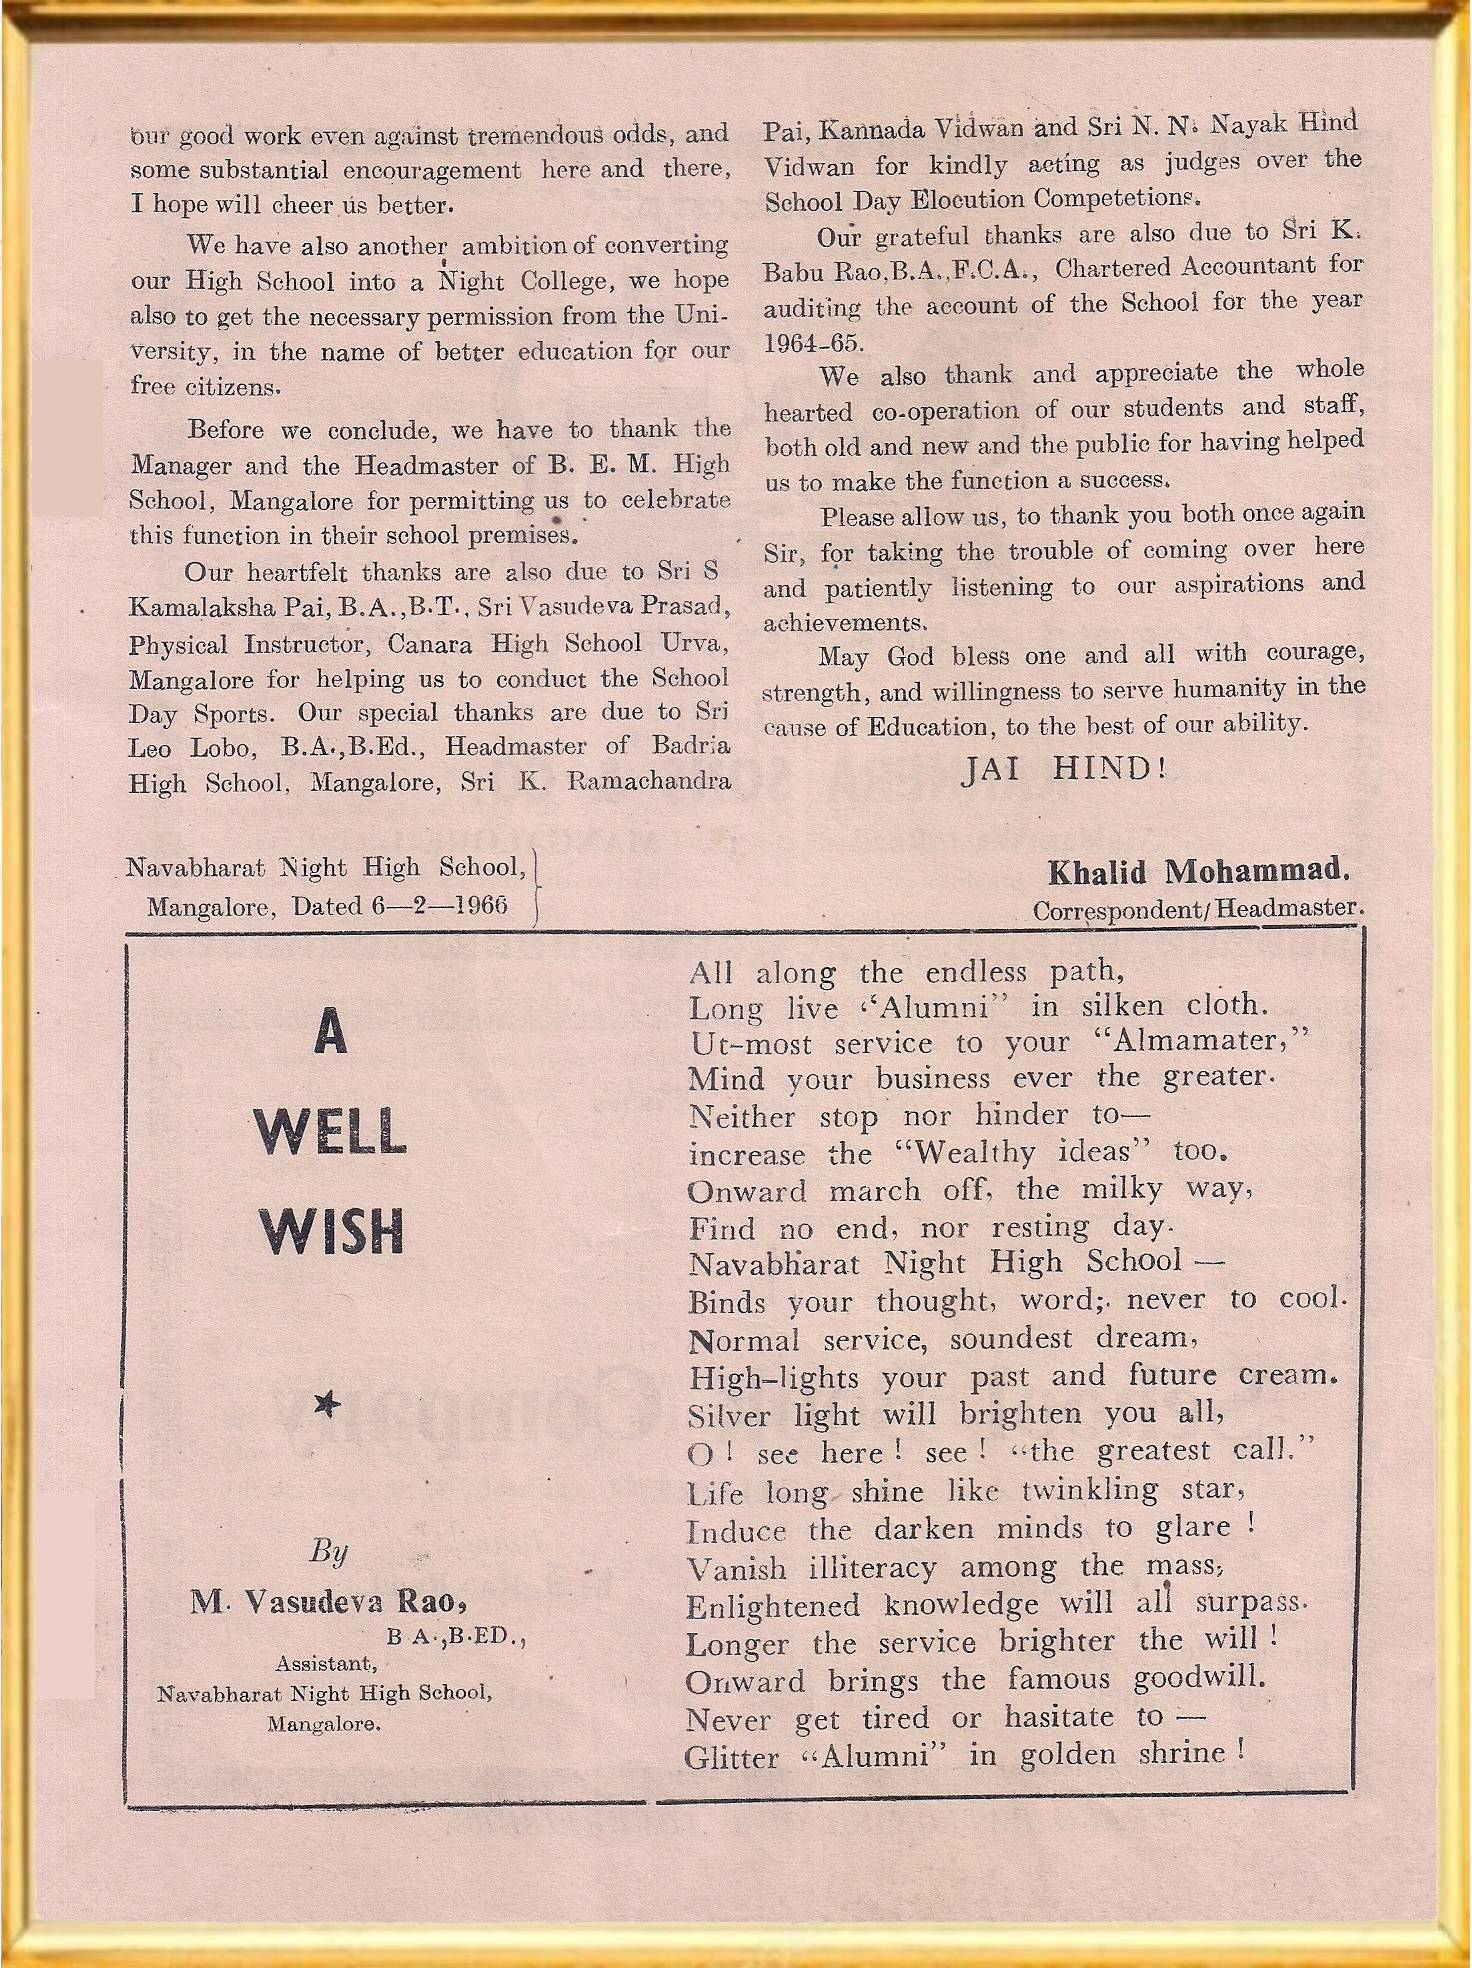 our good work even against tremendous odds, and
some substantial encouragement here and there,
I hope will cheer us better.
We have also another ambition of converting
our High School into a Night College, we hope
also to get the necessary permission from the Uni-
versity, in the name of better education for our
free citizens.
Before we conclude, we have to thank the
Manager and the Headmaster of B. E. M. High
School, Mangalore for permitting us to celebrate
this function in their school premises.
Our heartfelt thanks are also due to Sri S
Kamalaksha Pai, B.A.,B.T., Sri Vasudeva Prasad,
Physical Instructor, Canara High School Urva,
Mangalore for helping us to conduct the School
Day Sports. Our special thanks are due to Sri
Leo Lobo, B.A.,B.Ed., Headmaster of Badria
High School, Mangalore, Sri K. Ramachandra
Pai, Kannada Vidwan and Sri N. N. Nayak Hind
Vidwan for kindly acting as judges over the
School Day Elocution Competetions.
Our grateful thanks are also due to Sri K.
Babu Rao,B.A.,F.C.A., Chartered Accountant for
auditing the account of the School for the year
1964-65.
We also thank and appreciate the whole
hearted co-operation of our students and staff,
both old and new and the public for having helped
us to make the function a success.
Please allow us, to thank you both once again
Sir, for taking the trouble of coming over here
and patiently listening to our aspirations and
achievements.
May God bless one and all with courage,
strength, and willingness to serve humanity in the
cause of Education, to the best of our ability.
JAI HIND!
Navabharat Night High School,
Mangalore, Dated 6—2—1966
Khalid Mohammad.
Correspondent/Headmaster.
A
WELL
WISH
By
M. Vasudeva Rao,
B A.,B.ED.,
Assistant,
Navabharat Night High School,
Mangalore.
All along the endless path,
Long live "Alumni" in silken cloth.
Ut-most service to your "Almamater,"
Mind your business ever the greater.
Neither stop nor hinder to—
increase the "Wealthy ideas" too.
Onward march off, the milky way,
Find no end, nor resting day.
Navabharat Night High School —
Binds your thought, word;. never to cool.
Normal service, soundest dream,
High-lights your past and future cream.
Silver light will brighten you all,
O ! see here ! see ! "the greatest call."
Life long shine like twinkling star,
Induce the darken minds to glare !
Vanish illiteracy among the mass,
Enlightened knowledge will all surpass.
Longer the service brighter the will !
Onward brings the famous goodwill.
Never get tired or hasitate to —
Glitter "Alumni" in golden shrine !